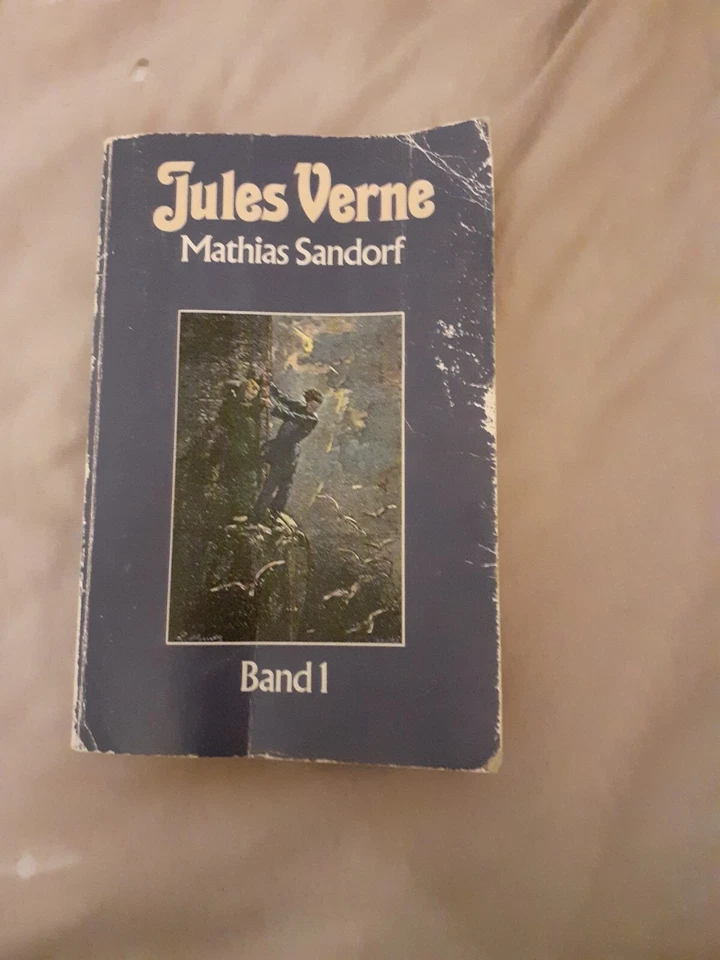 Jules Verne
Mathias Sandorf
Band 1